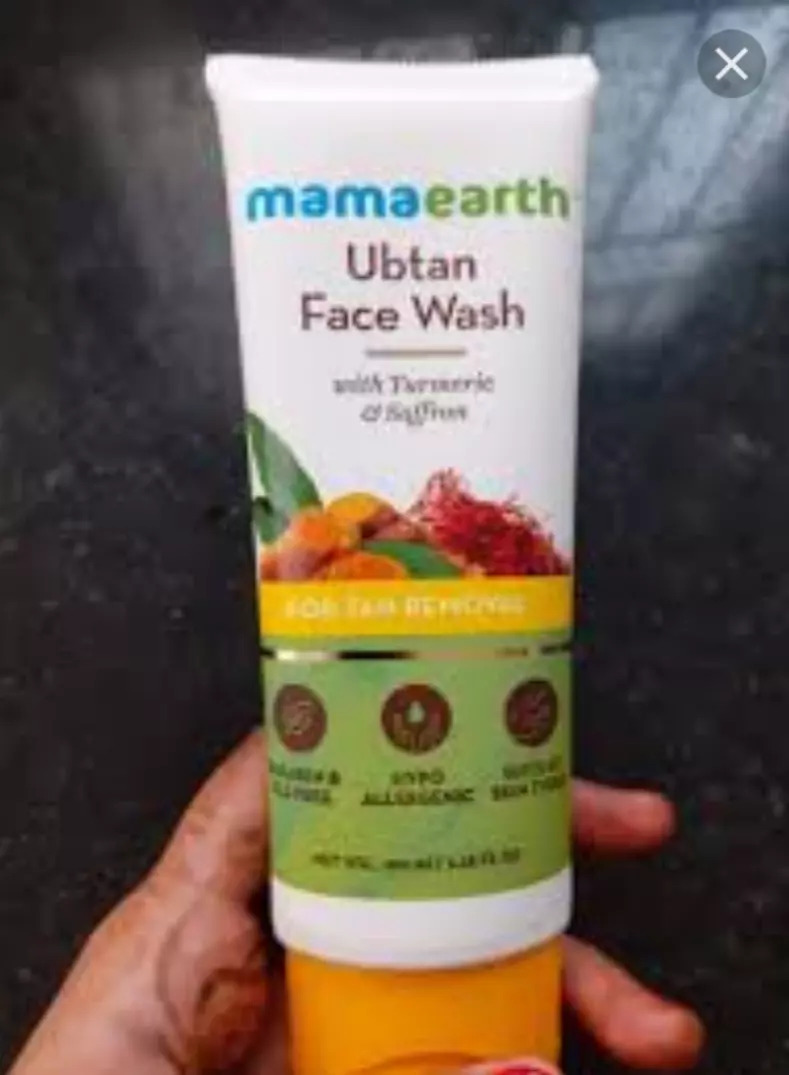 mamaearth
Ubtan
Face Wash
with Turmeric
& Saffron
FOR TAN REMOVAL
HYPO
ALLERGENIC